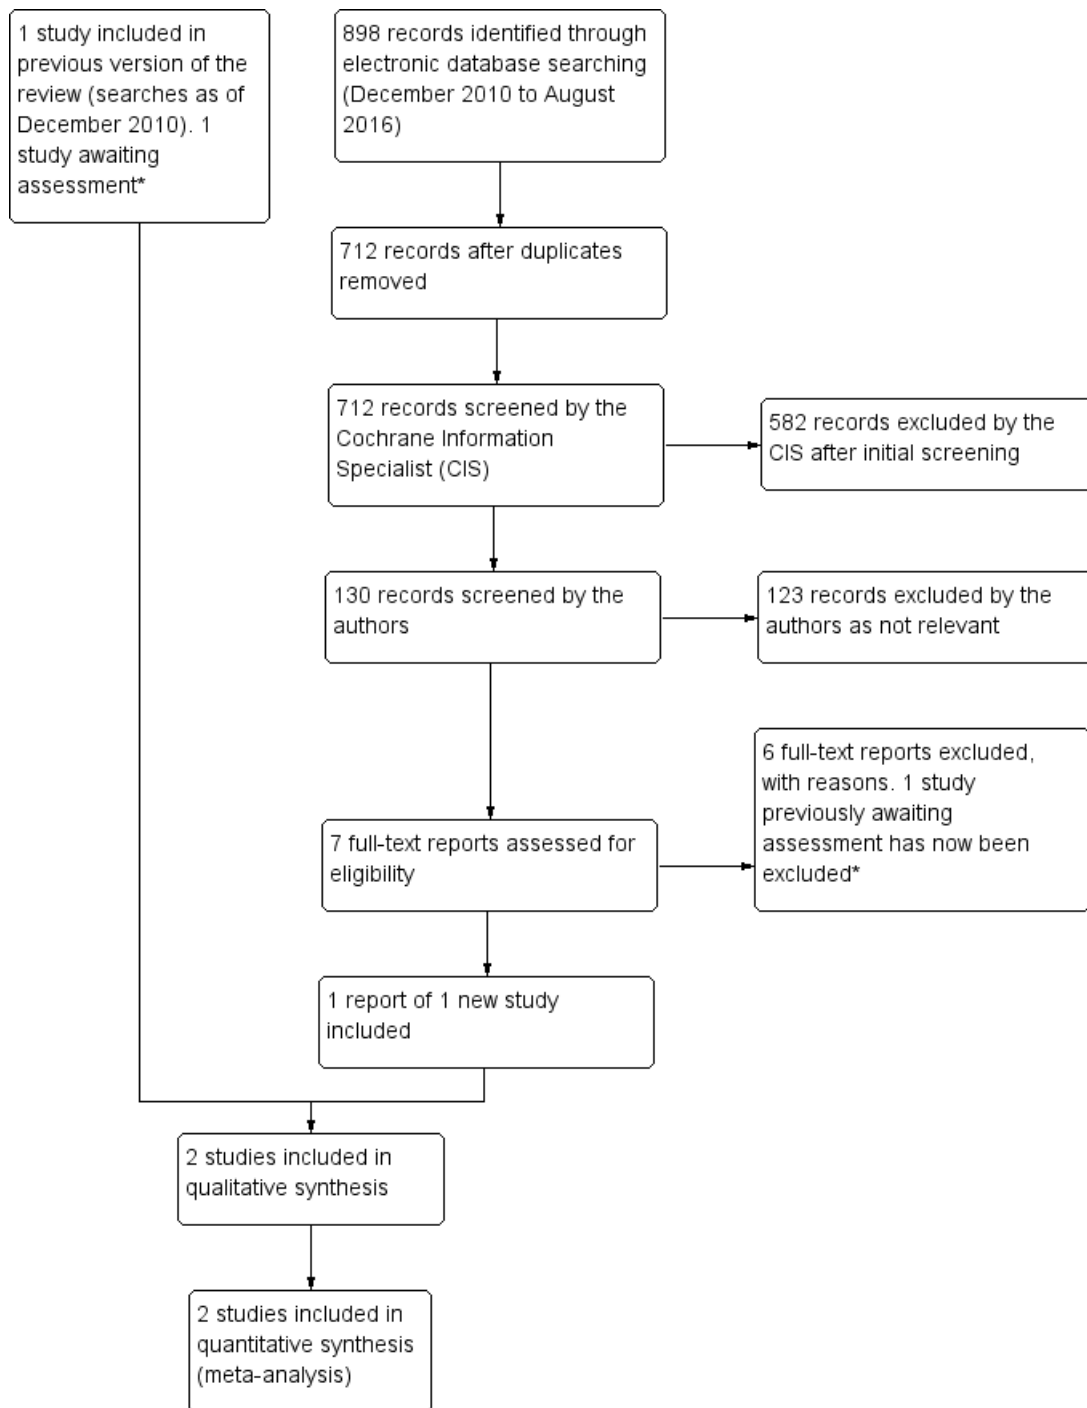 1 study included in
previous version of the
review (searches as of
December 2010). 1
study awaiting
assessment*
898 records identified through
electronic database searching
(December 2010 to August
2016)
712 records after duplicates
removed
712 records screened by the
Cochrane Information
Specialist (CIS)
582 records excluded by the
CIS after initial screening
130 records screened by the
authors
123 records excluded by the
authors as not relevant
7 full-text reports assessed for
eligibility
6 full-text reports excluded,
with reasons. 1 study
previously awaiting
assessment has now been
excluded*
1 report of 1 new study
included
2 studies included in
qualitative synthesis
2 studies included in
quantitative synthesis
(meta-analysis)